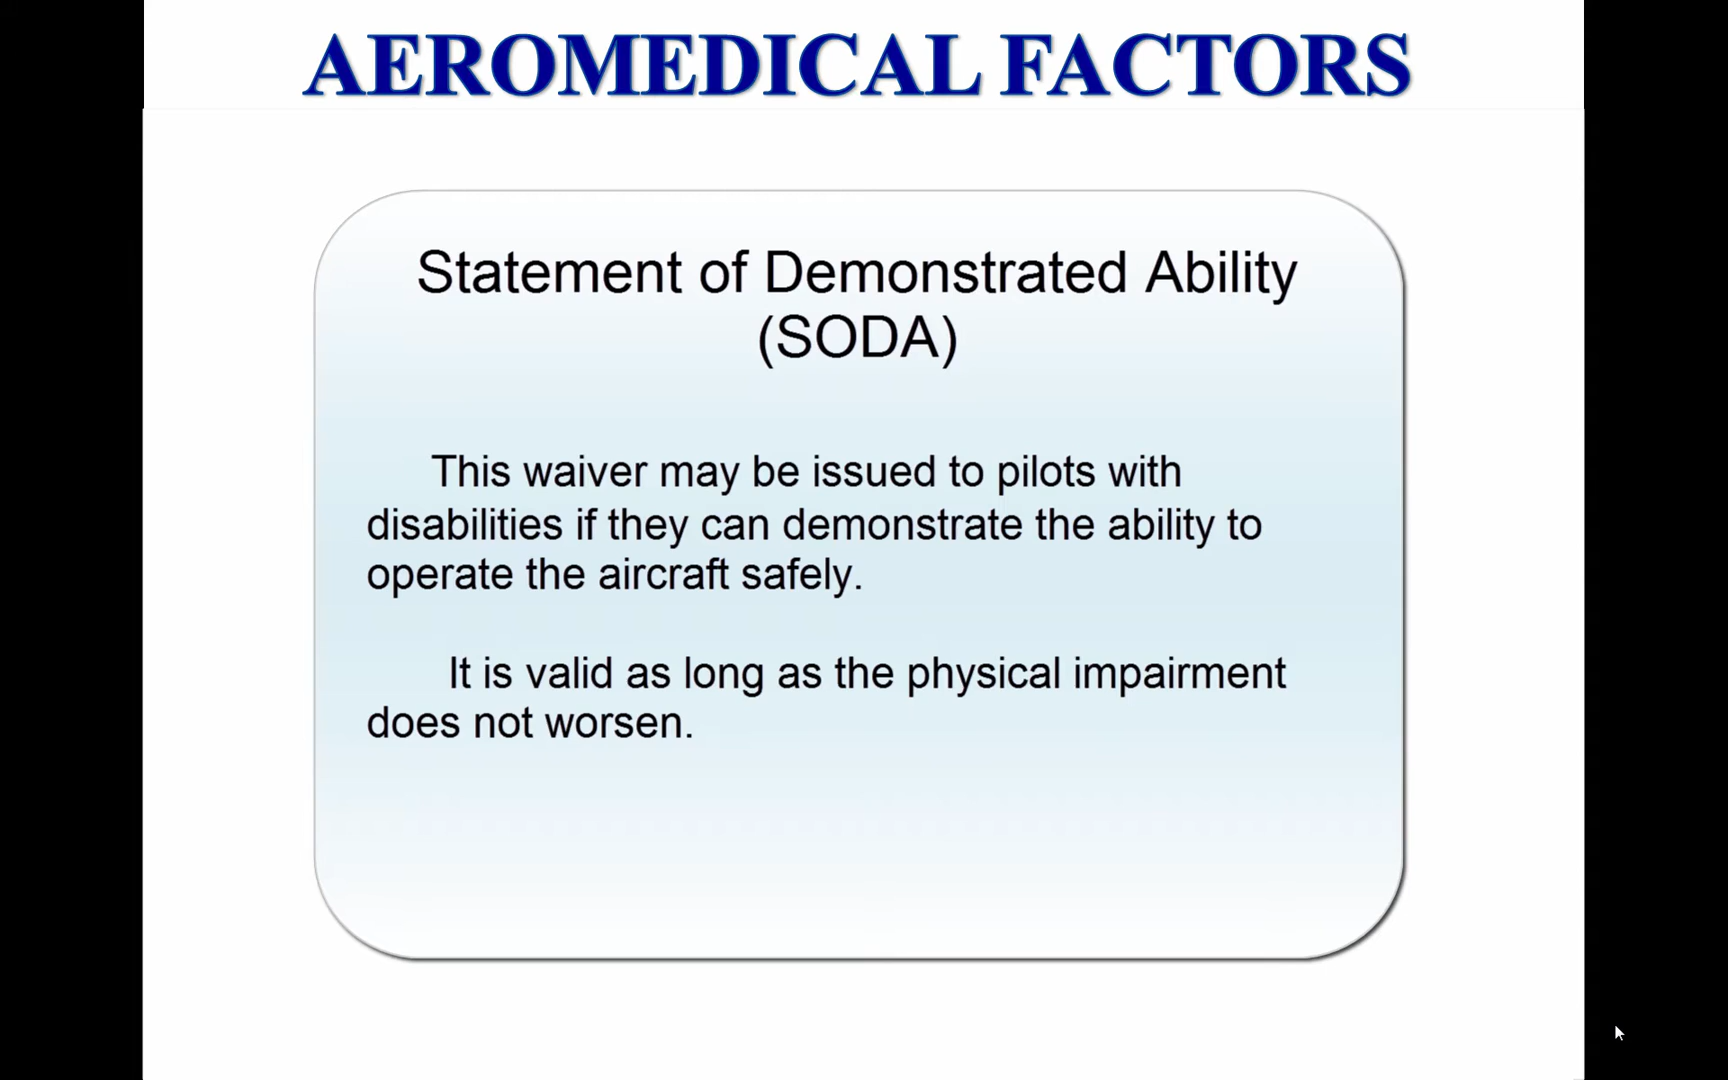 AEROMEDICAL FACTORS
Statement of Demonstrated Ability
(SODA)
This waiver may be issued to pilots with
disabilities if they can demonstrate the ability to
operate the aircraft safely.
It is valid as long as the physical impairment
does not worsen.